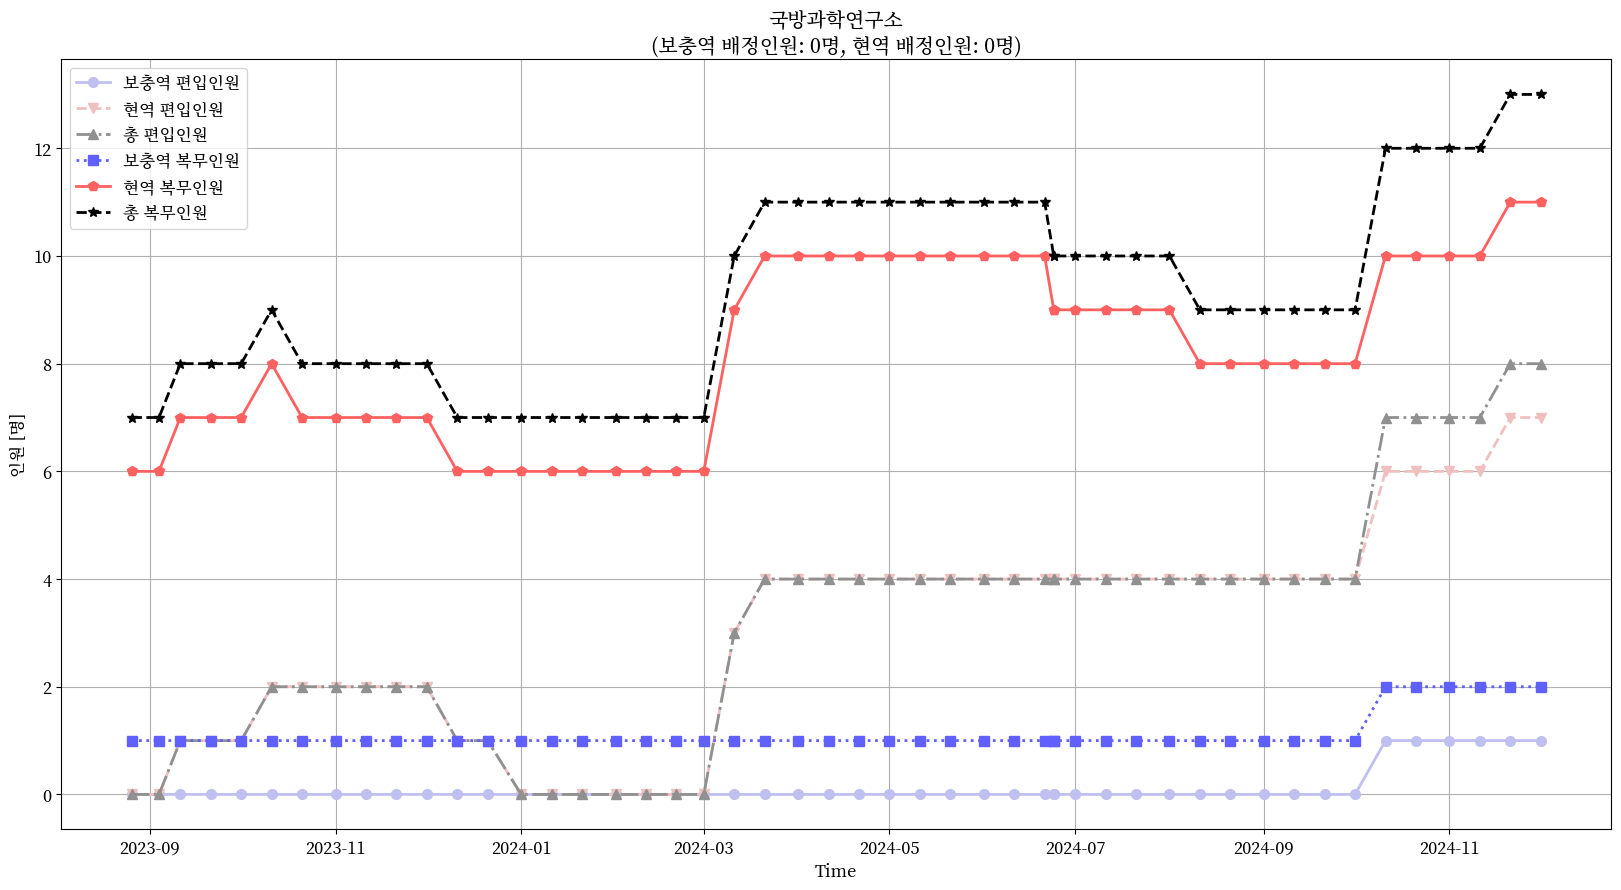 국방과학연구소
(보충역 배정인원: 0명, 현역 배정인원: 0명)
보충역 편입인원
현역 편입인원
총 편입인원
보충역 복무인원
현역 복무인원
총 복무인원
12
10
8
6
4
2
0
인원 [명]
2023-09
2023-11
2024-01
2024-03
2024-05
2024-07
2024-09
2024-11
Time